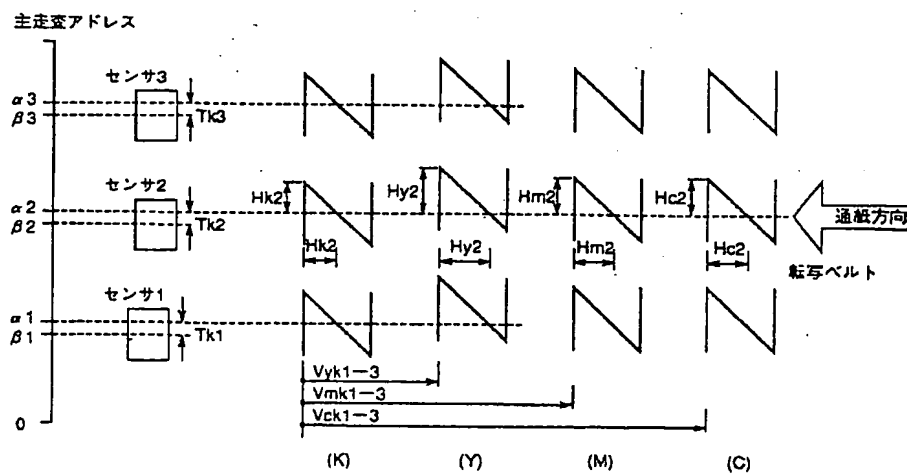 主走査アドレス
センサ3
α3
β3
Tk3
センサ2
α2
β2
Tk2
Hk2
Hy2
Hm2
Hc2
Hk2
Hy2
Hm2
Hc2
通紙方向
転写ベルト
センサ1
α1
β1
Tk1
Vyk1−3
Vmk1−3
Vck1−3
0
(K)
(Y)
(M)
(C)